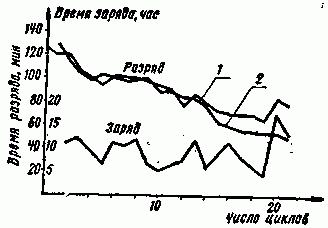 Время заряда, час
Время разряда, мин
140
120
100
80 20
60 15
40 10
20 5
Разряд
1
2
Заряд
10
20
Число циклов